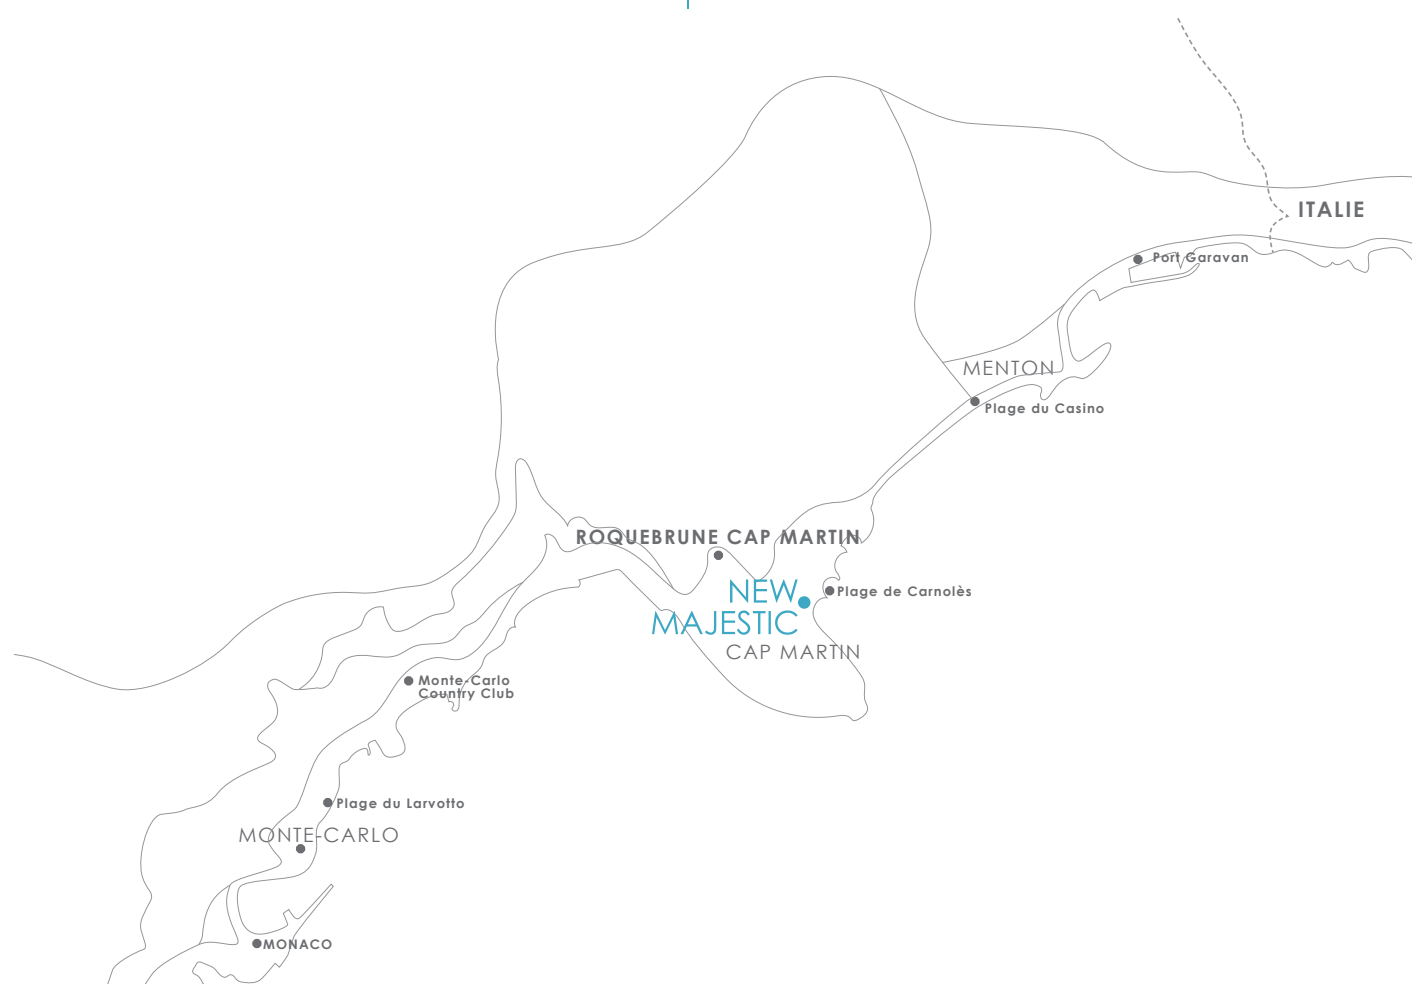 ITALIE
Port Garavan
MENTON
Plage du Casino
ROQUEBRUNE CAP MARTIN
NEW
MAJESTIC
Plage de Carnolès
CAP MARTIN
Monte-Carlo
Country Club
Plage du Larvotto
MONTE-CARLO
MONACO